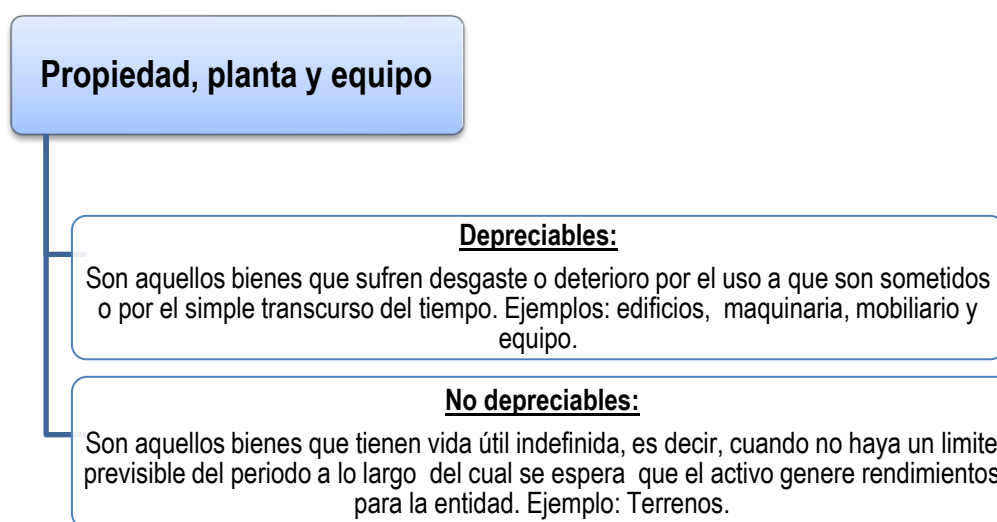 Propiedad, planta y equipo
Depreciables:
Son aquellos bienes que sufren desgaste o deterioro por el uso a que son sometidos
o por el simple transcurso del tiempo. Ejemplos: edificios, maquinaria, mobiliario y
equipo.
No depreciables:
Son aquellos bienes que tienen vida útil indefinida, es decir, cuando no haya un limite
previsible del periodo a lo largo del cual se espera que el activo genere rendimientos
para la entidad. Ejemplo: Terrenos.